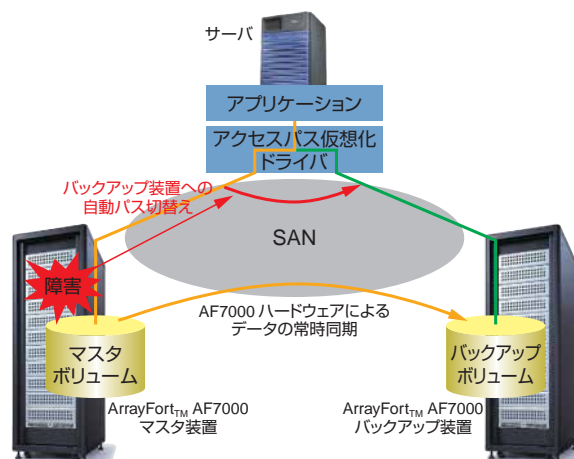 サーバ
アプリケーション
アクセスパス仮想化
ドライバ
バックアップ装置への
自動パス切替え
SAN
障害
AF7000 ハードウェアによる
データの常時同期
マスタ
ボリューム
バックアップ
ボリューム
ArrayFortTM AF7000
マスタ装置
ArrayFortTM AF7000
バックアップ装置